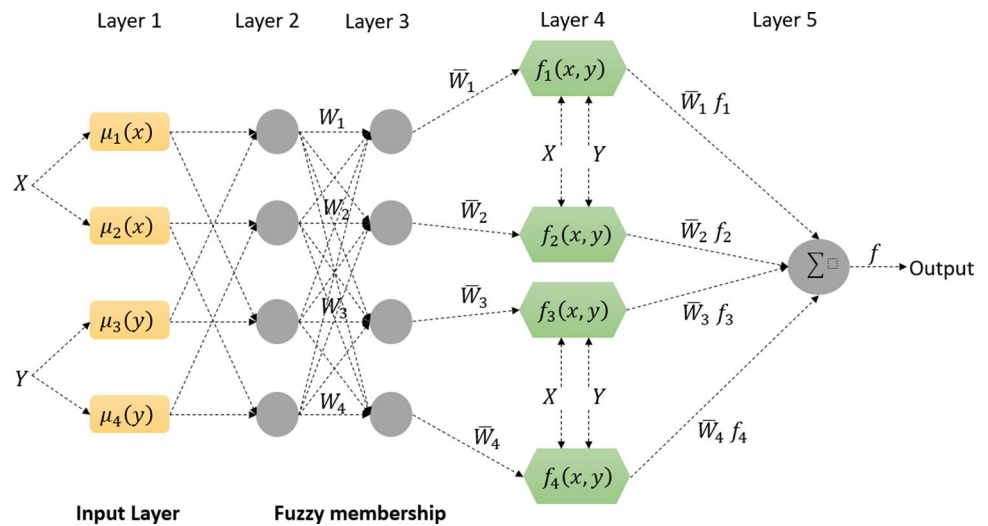 Layer 1
Layer 2
Layer 3
Layer 4
Layer 5
X
Y
μ₁(x)
μ₂(x)
μ₃(y)
μ₄(y)
W₁
W₂
W₃
W₄
W̅₁
W̅₂
W̅₃
W̅₄
f₁(x, y)
X Y
f₂(x, y)
f₃(x, y)
X Y
f₄(x, y)
W̅₁ f₁
W̅₂ f₂
W̅₃ f₃
W̅₄ f₄
∑
f
Output
Input Layer
Fuzzy membership